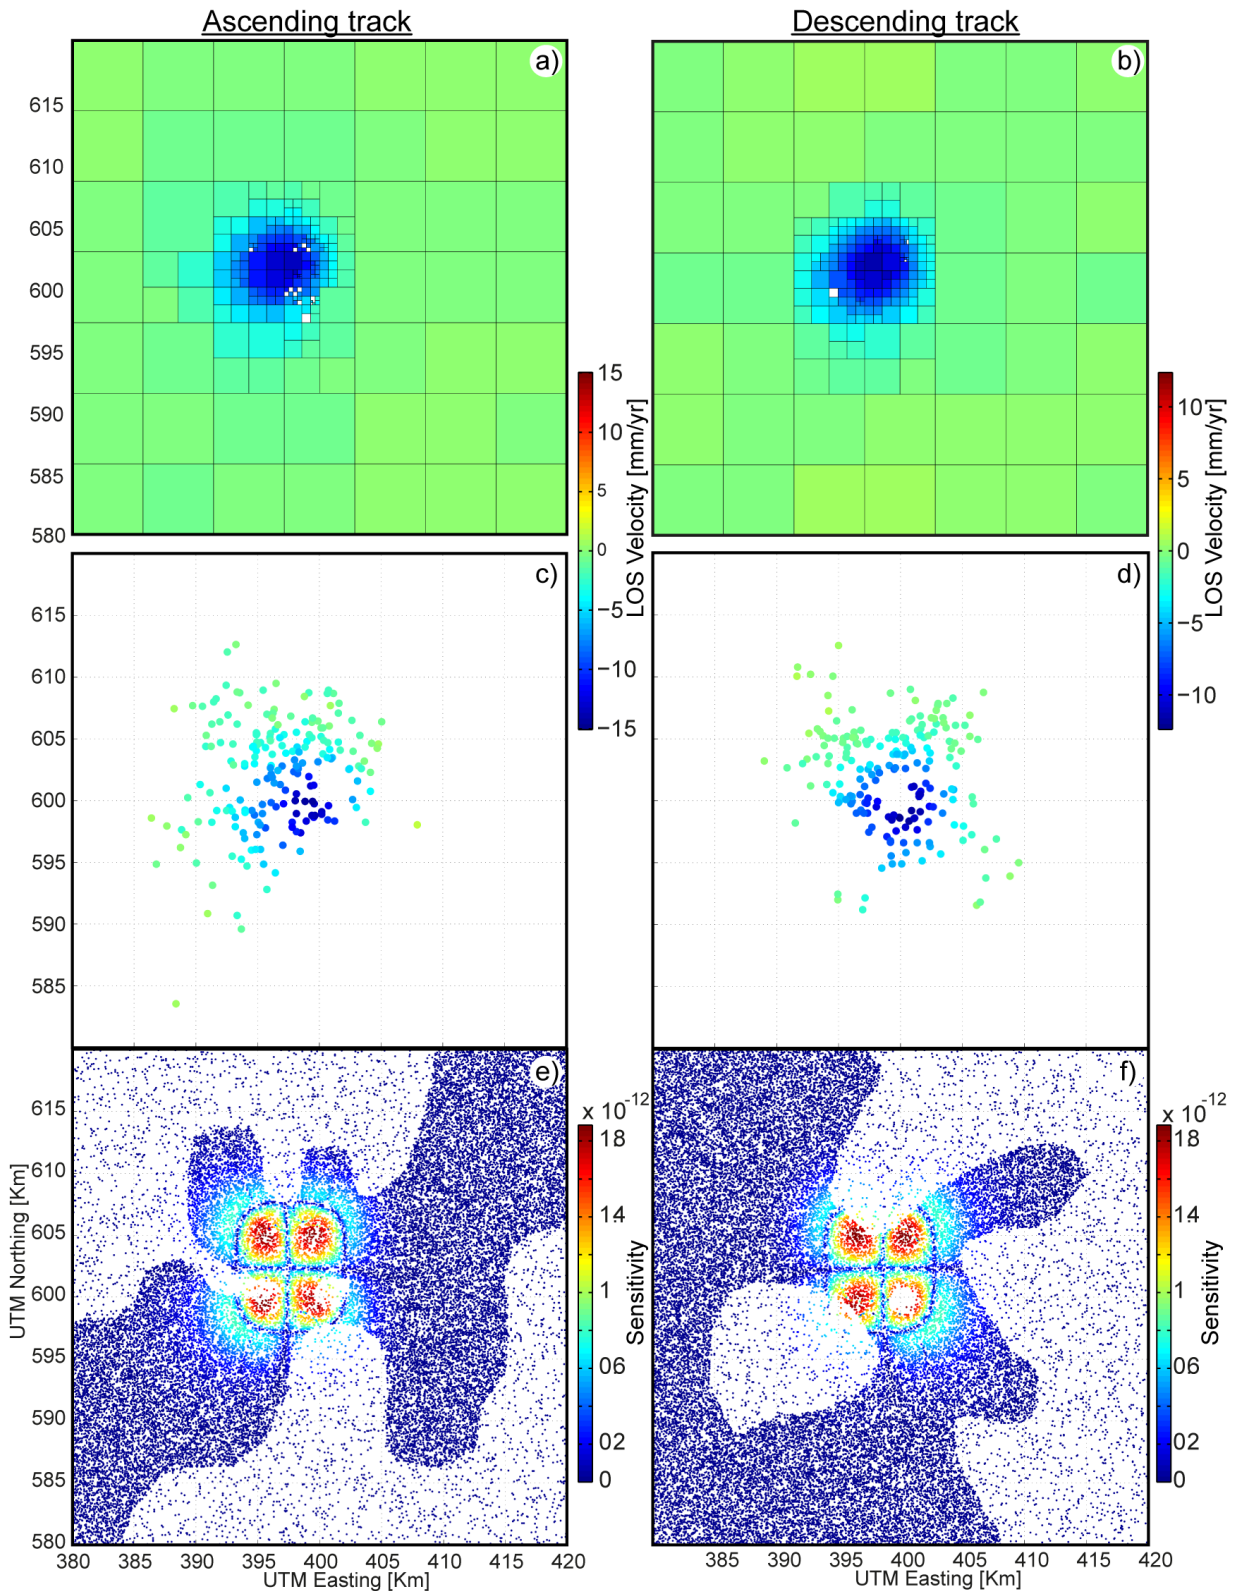 Ascending track
Descending track
a)
b)
615
610
605
600
595
590
585
580
15
10
5
0
−5
−10
−15
LOS Velocity [mm/yr]
10
5
0
−5
−10
LOS Velocity [mm/yr]
c)
d)
615
610
605
600
595
590
585
e)
f)
615
610
605
600
595
590
585
580
UTM Northing [Km]
x 10-12
18
14
1
06
02
0
Sensitivity
x 10-12
18
14
1
06
02
0
Sensitivity
380 385 390 395 400 405 410 415 420
UTM Easting [Km]
385 390 395 400 405 410 415 420
UTM Easting [Km]